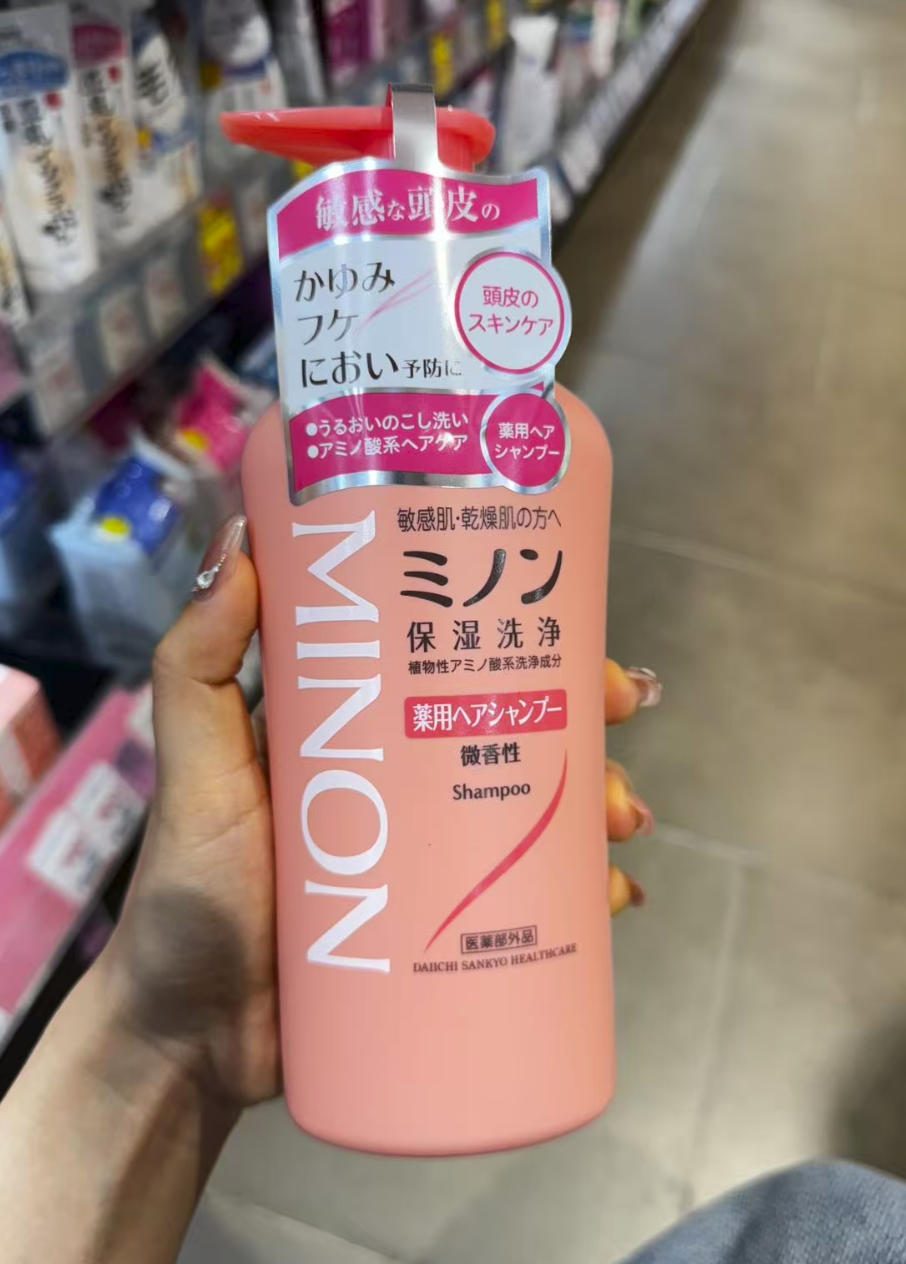 敏感な頭皮の
かゆみ
フケ
におい予防に
頭皮の
スキンケア
●うるおいのこし洗い
●アミノ酸系ヘアケア
薬用ヘア
シャンプー
MINON
敏感肌・乾燥肌の方へ
ミノン
保湿洗浄
植物性アミノ酸系洗浄成分
薬用ヘアシャンプー
微香性
Shampoo
医薬部外品
DAIICHI SANKYO HEALTHCARE